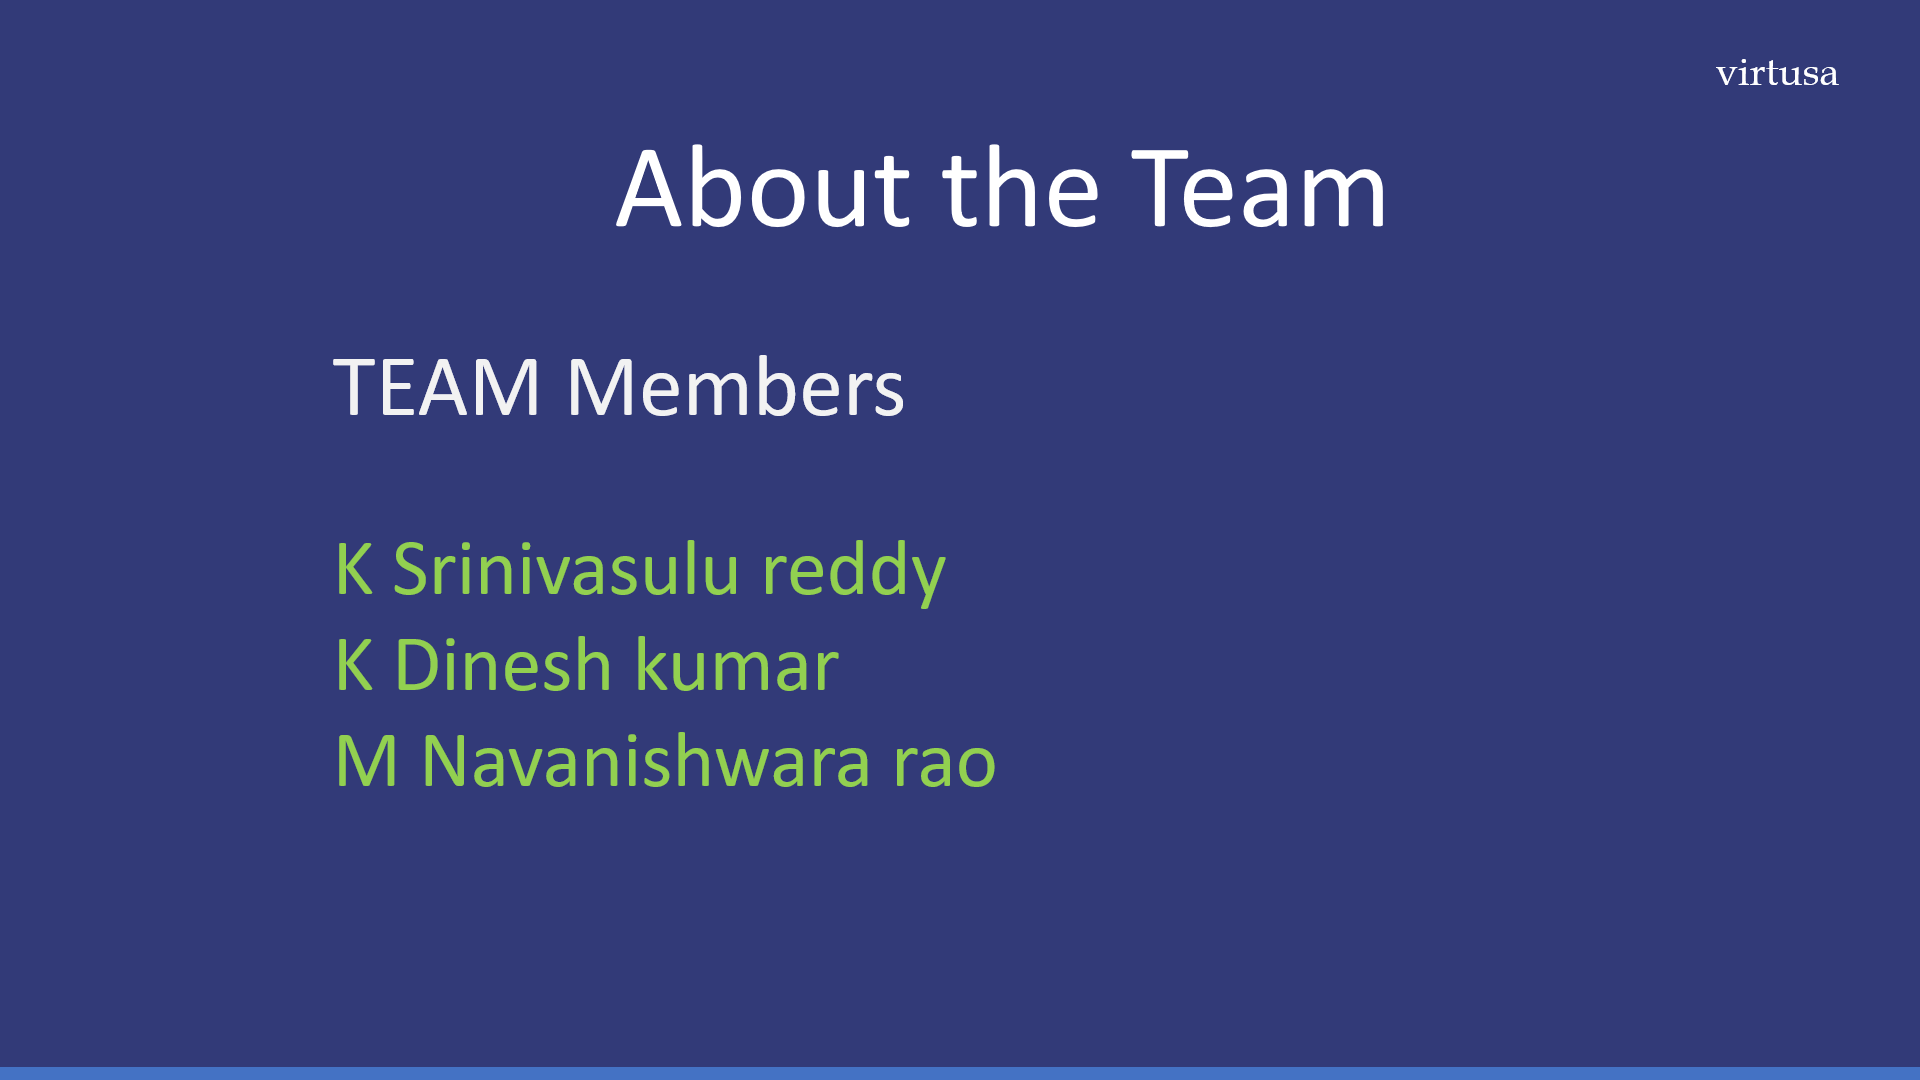 virtusa
About the Team
TEAM Members
K Srinivasulu reddy
K Dinesh kumar
M Navanishwara rao